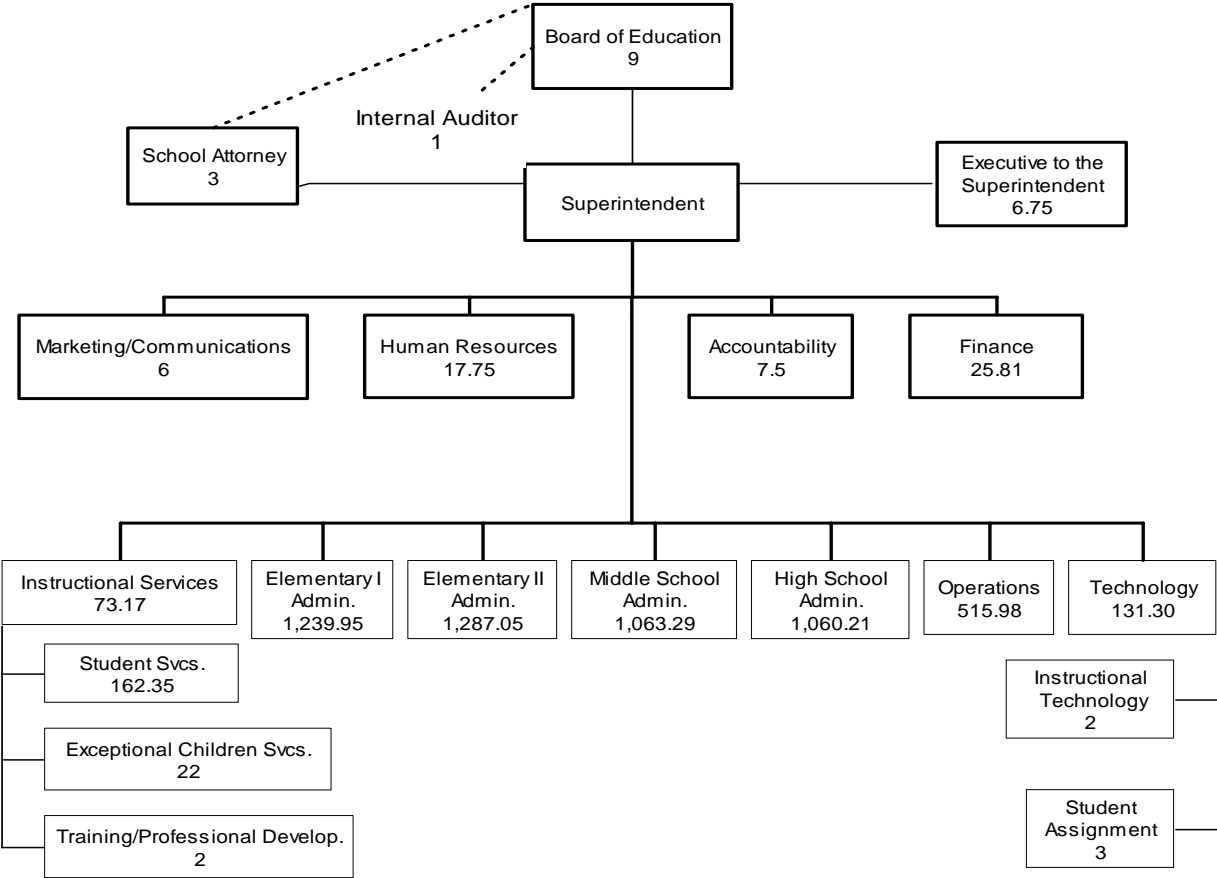 Board of Education
9
Internal Auditor
1
School Attorney
3
Superintendent
Executive to the
Superintendent
6.75
Marketing/Communications
6
Human Resources
17.75
Accountability
7.5
Finance
25.81
Instructional Services
73.17
Elementary I
Admin.
1,239.95
Elementary II
Admin.
1,287.05
Middle School
Admin.
1,063.29
High School
Admin.
1,060.21
Operations
515.98
Technology
131.30
Student Svcs.
162.35
Exceptional Children Svcs.
22
Training/Professional Develop.
2
Instructional
Technology
2
Student
Assignment
3